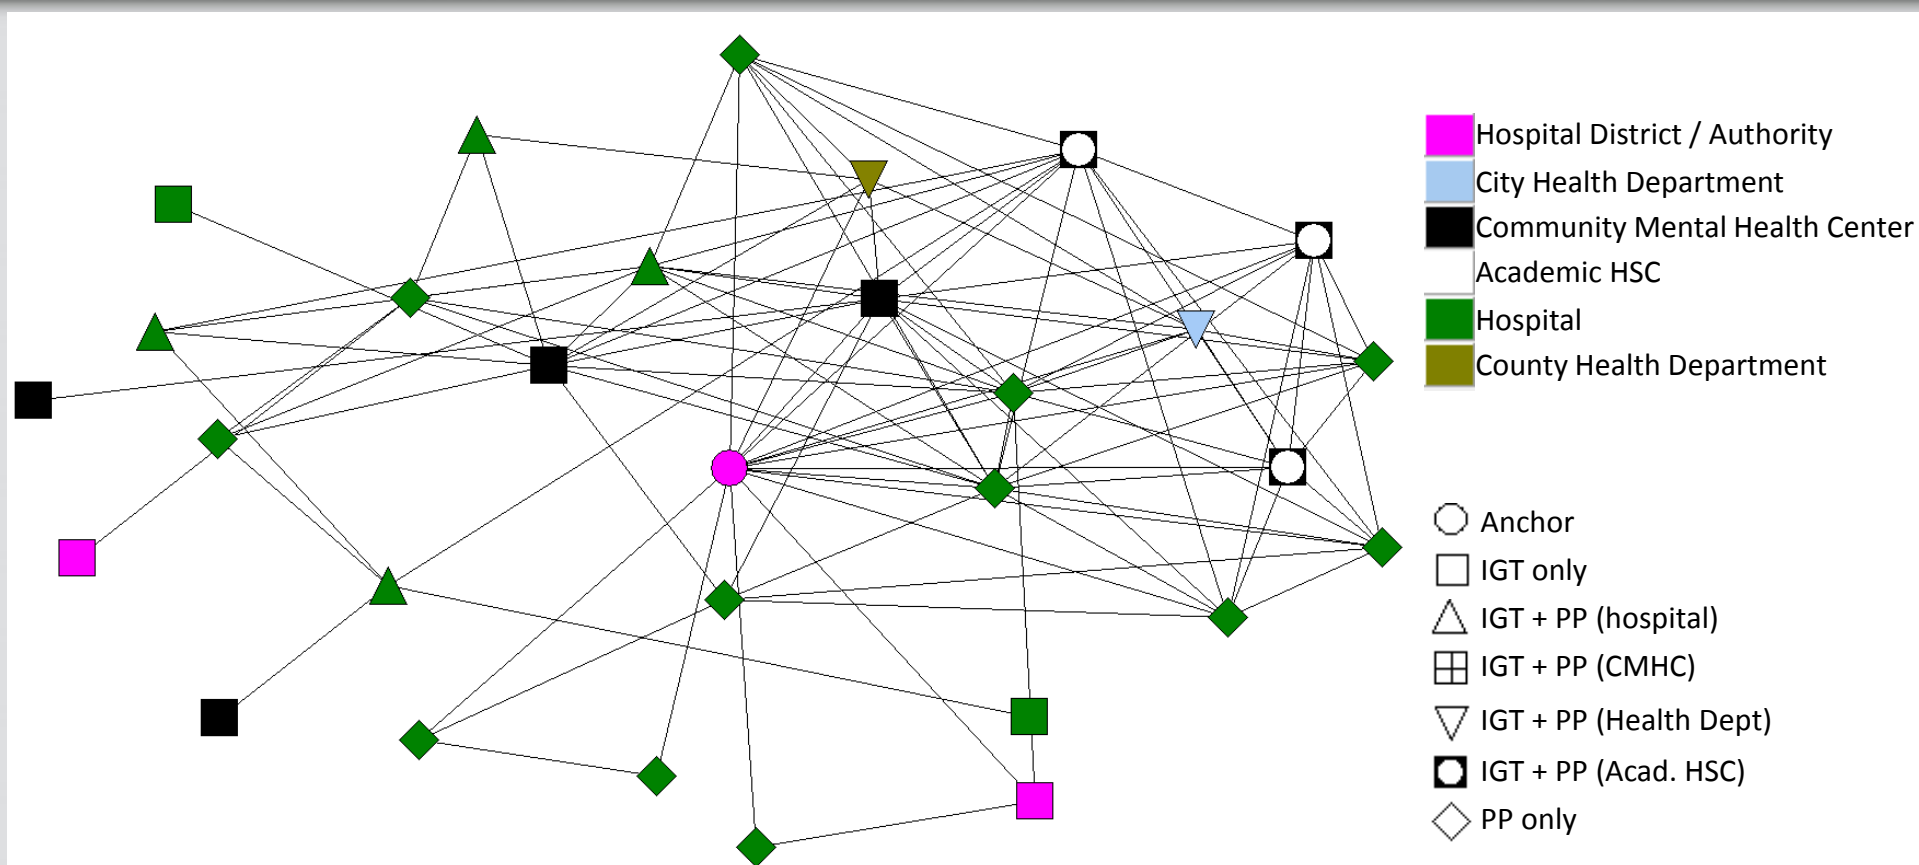 Hospital District / Authority
City Health Department
Community Mental Health Center
Academic HSC
Hospital
County Health Department
Anchor
IGT only
IGT + PP (hospital)
IGT + PP (CMHC)
IGT + PP (Health Dept)
IGT + PP (Acad. HSC)
PP only